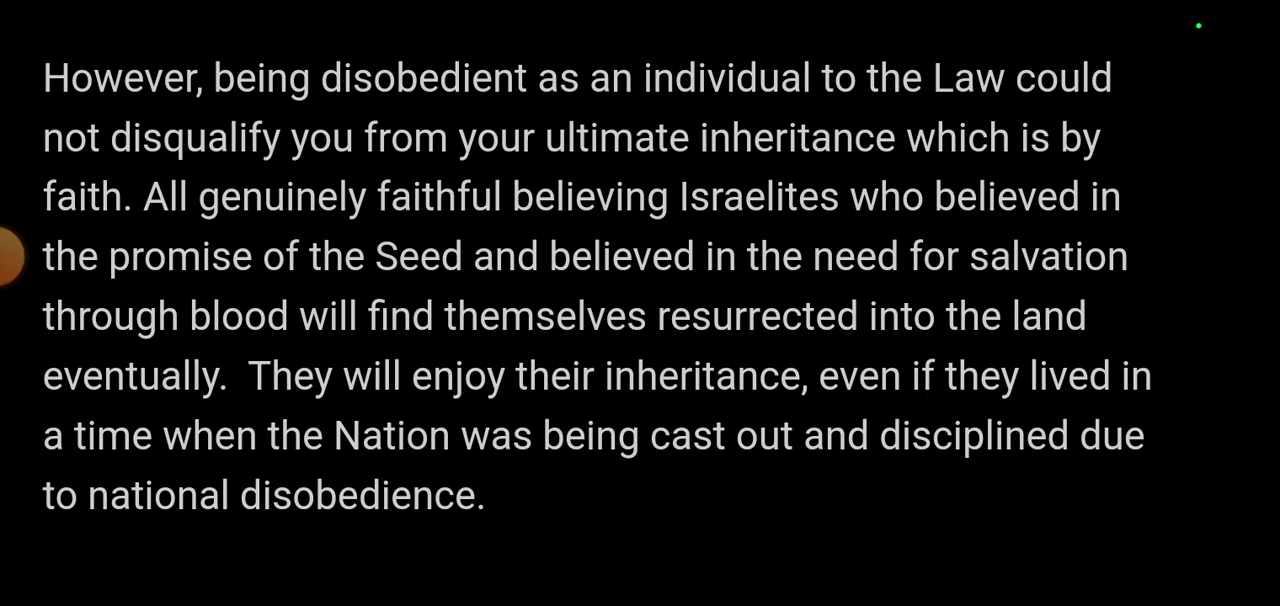 However, being disobedient as an individual to the Law could
not disqualify you from your ultimate inheritance which is by
faith. All genuinely faithful believing Israelites who believed in
the promise of the Seed and believed in the need for salvation
through blood will find themselves resurrected into the land
eventually.  They will enjoy their inheritance, even if they lived in
a time when the Nation was being cast out and disciplined due
to national disobedience.